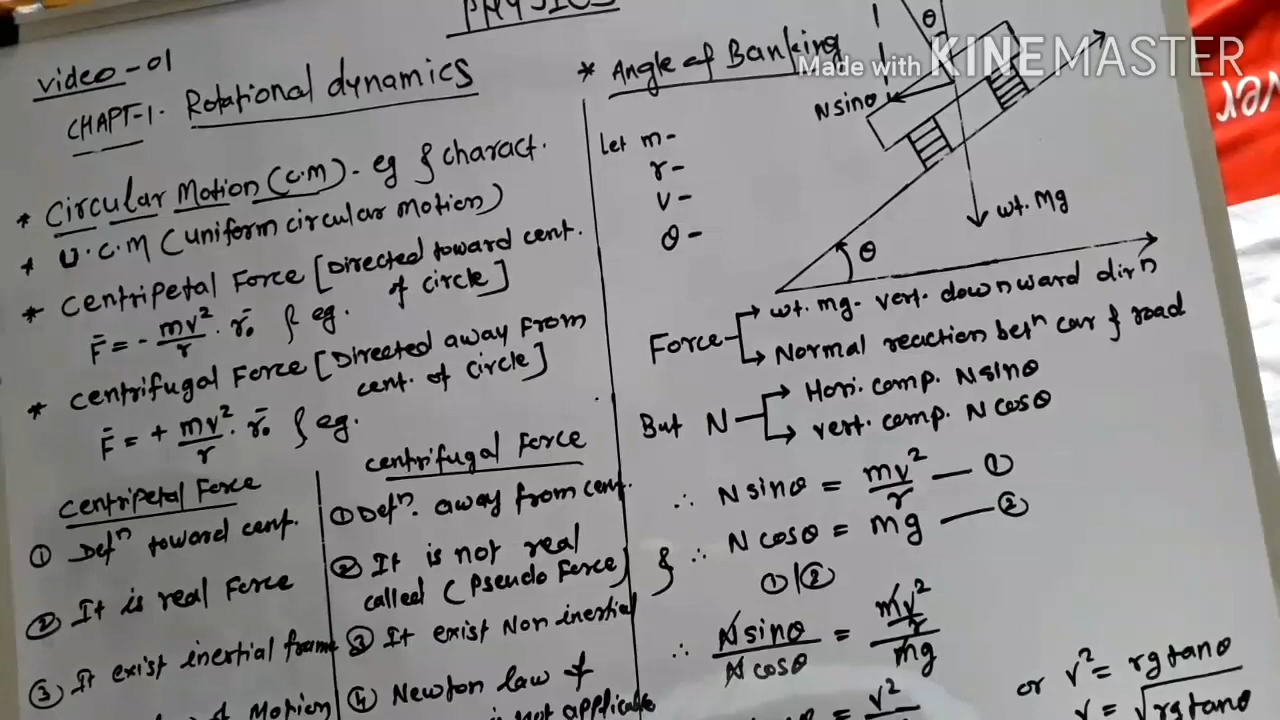 PHYSICS
video-01
CHAPT-1. Rotational dynamics
* Circular Motion (C.M) - eg & charact.
* U.C.M (uniform circular motion)
* Centripetal Force [Directed toward cent. of circle]
F̄ = - mv²/r . r̄₀ & eg.
* Centrifugal Force [Directed away from cent. of circle]
F̄ = + mv²/r . r̄₀ & eg.
Centripetal Force
① Defⁿ toward cent.
② It is real Force
③ It exist inertial frame
of Motion
Centrifugal Force
① Defⁿ. away from cent.
② It is not real
called (Pseudo Force)
③ It exist Non inertial
④ Newton law of
is not applicable
* Angle of Banking
Made with KINEMASTER
Let m-
r-
v-
θ-
θ
N sinθ
wt. Mg
θ
Force
wt. mg. vert. downward dirⁿ
Normal reaction betⁿ car & road
But N
Hori. comp. N sinθ
vert. comp. N cosθ
∴ N sinθ = mv²/r — ①
& ∴ N cosθ = mg — ②
①/②
∴ N sinθ / N cosθ = mv²/r / mg
= v²
or v² = rg tanθ
v = √rg tanθ
ver